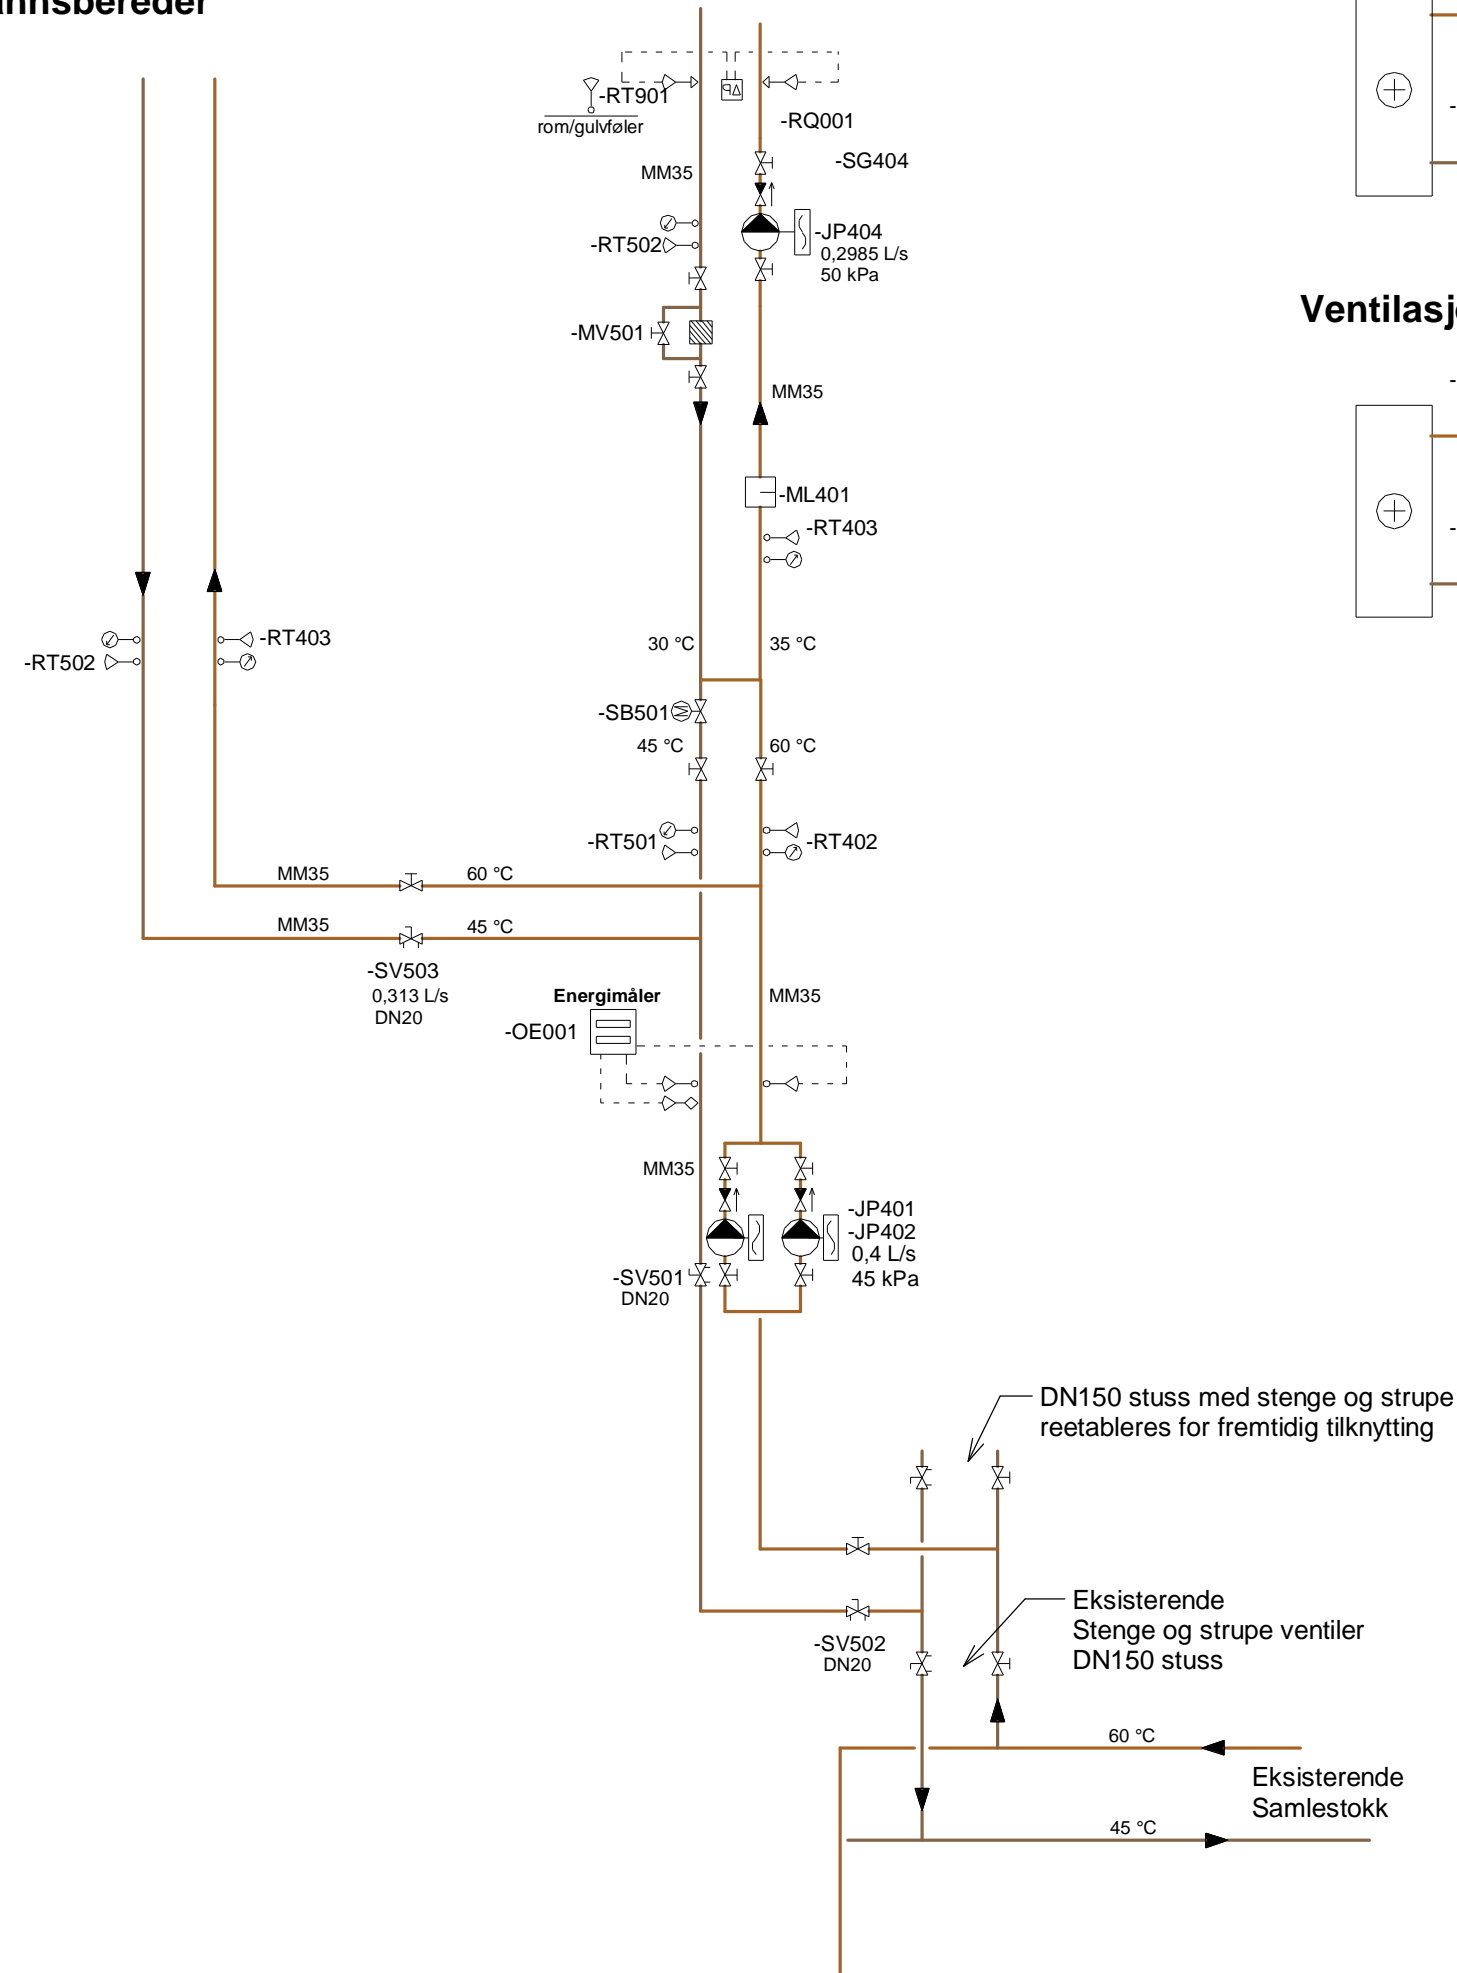 -RT901
rom/gulvføler
-RQ001
-SG404
MM35
-RT502
-JP404
0,2985 L/s
50 kPa
-MV501
MM35
-ML401
-RT403
-RT502
-RT403
30 °C
35 °C
-SB501
45 °C
60 °C
-RT501
-RT402
MM35
60 °C
MM35
45 °C
-SV503
0,313 L/s
DN20
Energimåler
-OE001
MM35
MM35
-JP401
-JP402
0,4 L/s
45 kPa
-SV501
DN20
DN150 stuss med stenge og strupe
reetableres for fremtidig tilknytting
Eksisterende
Stenge og strupe ventiler
DN150 stuss
-SV502
DN20
60 °C
Eksisterende
Samlestokk
45 °C